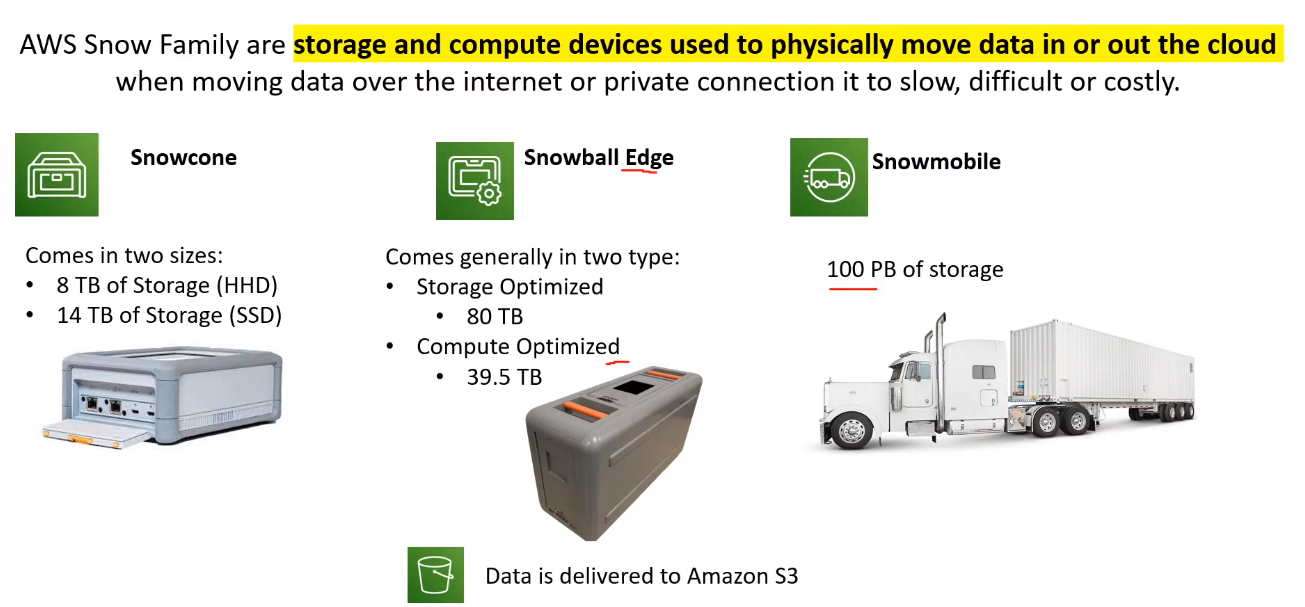 AWS Snow Family are storage and compute devices used to physically move data in or out the cloud
when moving data over the internet or private connection it to slow, difficult or costly.
Snowcone
Comes in two sizes:
• 8 TB of Storage (HHD)
• 14 TB of Storage (SSD)
Snowball Edge
Comes generally in two type:
• Storage Optimized
• 80 TB
• Compute Optimized
• 39.5 TB
Snowmobile
100 PB of storage
Data is delivered to Amazon S3